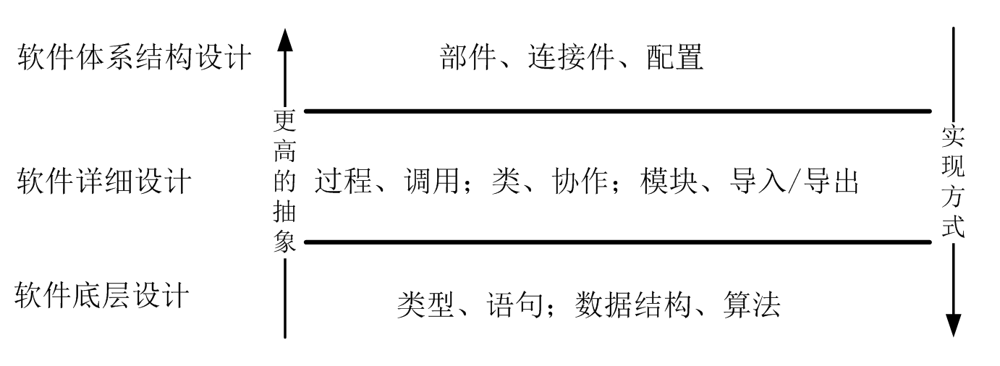 软件体系结构设计
部件、连接件、配置
更高的抽象
实现方式
软件详细设计
过程、调用；类、协作；模块、导入/导出
软件底层设计
类型、语句；数据结构、算法